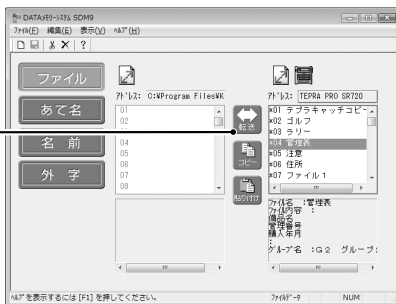 DATAﾒﾓﾘｰｼｽﾃﾑ SDM9
ﾌｧｲﾙ(F) 編集(E) 表示(V) ﾍﾙﾌﾟ(H)
ファイル
あて名
名前
外字
ｱﾄﾞﾚｽ: C:¥Program Files¥K
01
02
03
04
05
06
07
08
転送
コピー
貼り付け
ｱﾄﾞﾚｽ: TEPRA PRO SR720
*01 テプラキャッチコピー
*02 ゴルフ
*03 ラリー
*04 管理表
*05 注意
*06 住所
*07 ファイル1
ﾌｧｲﾙ名 :管理表
ﾌｧｲﾙ内容 :
備品名
管理番号
購入年月
:
ｸﾞﾙｰﾌﾟ名 :G2 グループ:
ﾍﾙﾌﾟを表示するには [F1] を押してください。
ﾌｧｲﾙﾃﾞｰﾀ
NUM